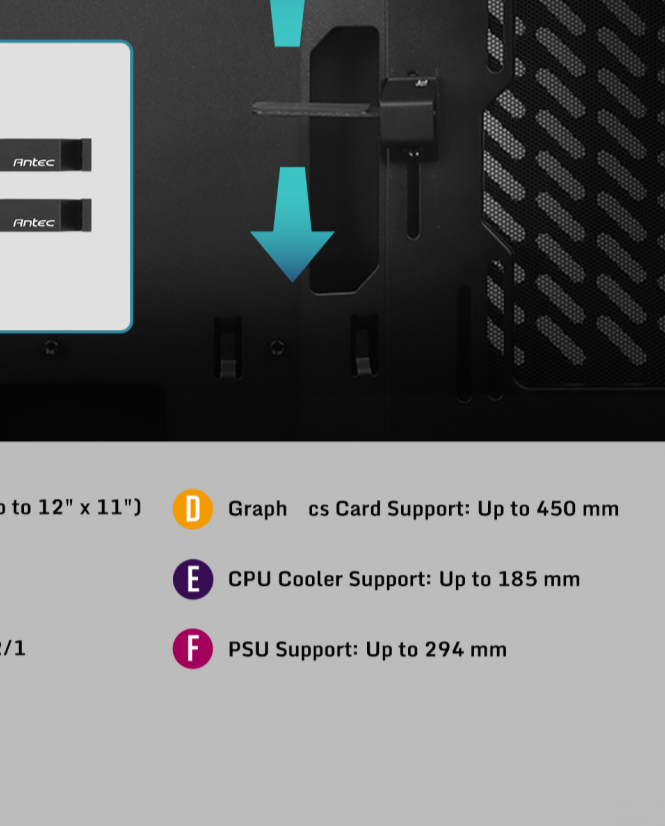 Antec
Antec
to 12" x 11")
D Graph cs Card Support: Up to 450 mm
E CPU Cooler Support: Up to 185 mm
/1
F PSU Support: Up to 294 mm